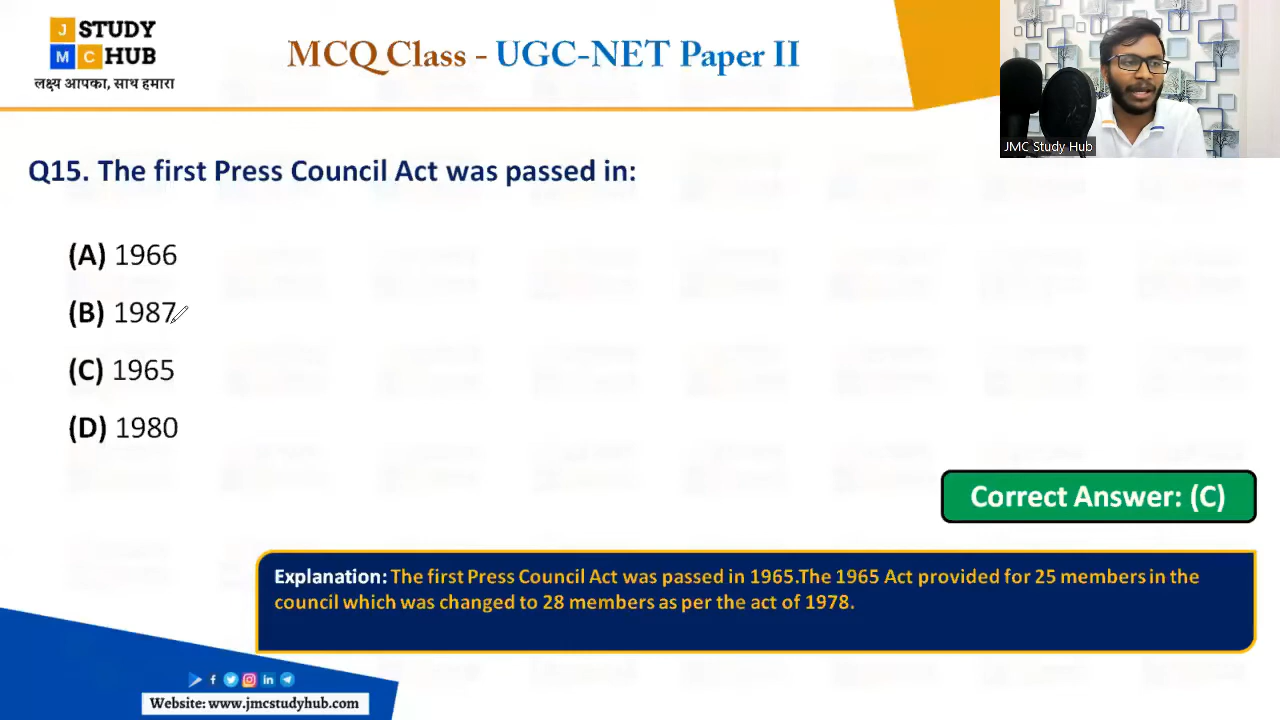 J STUDY
MC HUB
लक्ष्य आपका, साथ हमारा
MCQ Class - UGC-NET Paper II
JMC Study Hub
Q15. The first Press Council Act was passed in:
(A) 1966
(B) 1987
(C) 1965
(D) 1980
Correct Answer: (C)
Explanation: The first Press Council Act was passed in 1965.The 1965 Act provided for 25 members in the
council which was changed to 28 members as per the act of 1978.
Website: www.jmcstudyhub.com